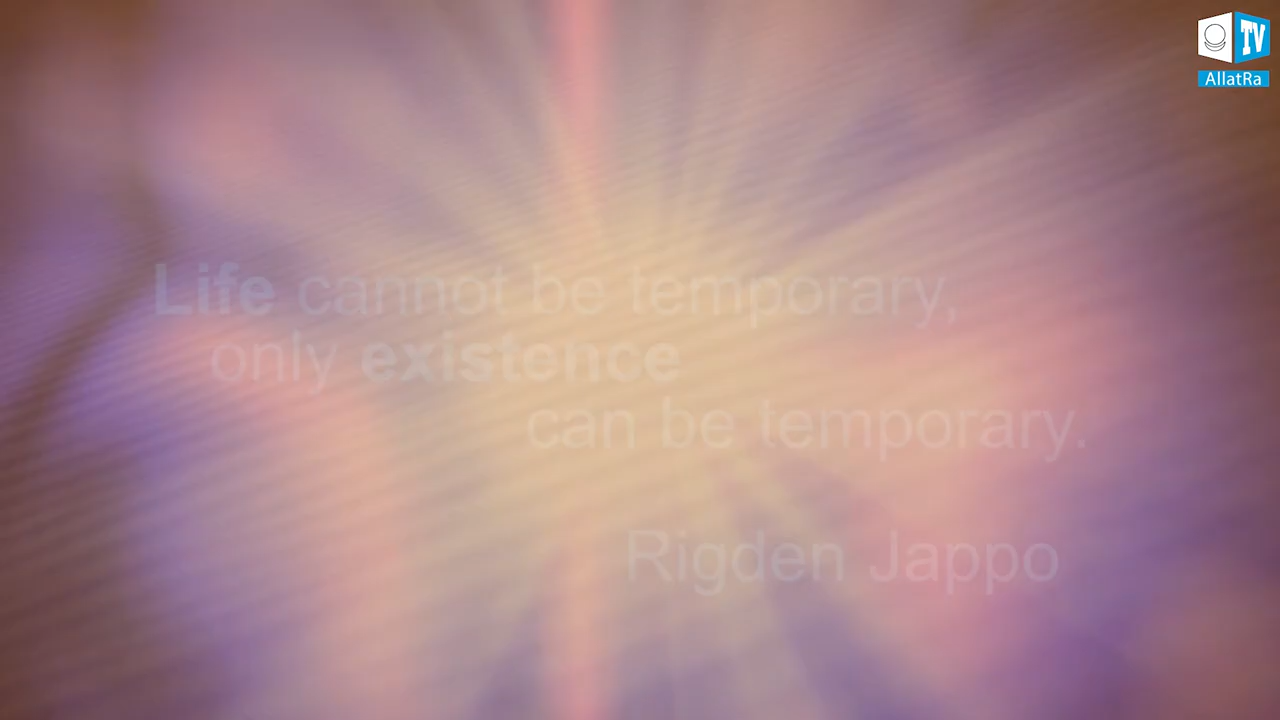 TV
AllatRa
Life cannot be temporary,
only existence
can be temporary.
Rigden Jappo